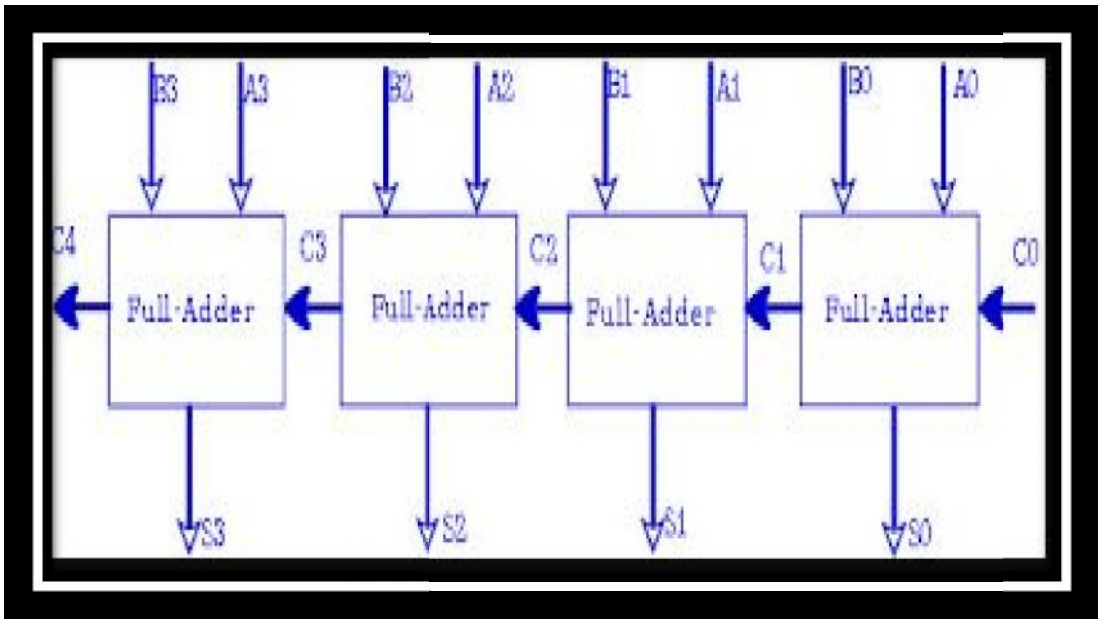 B3 A3 B2 A2 B1 A1 B0 A0
C4 C3 C2 C1 C0
Full-Adder Full-Adder Full-Adder Full-Adder
S3 S2 S1 S0